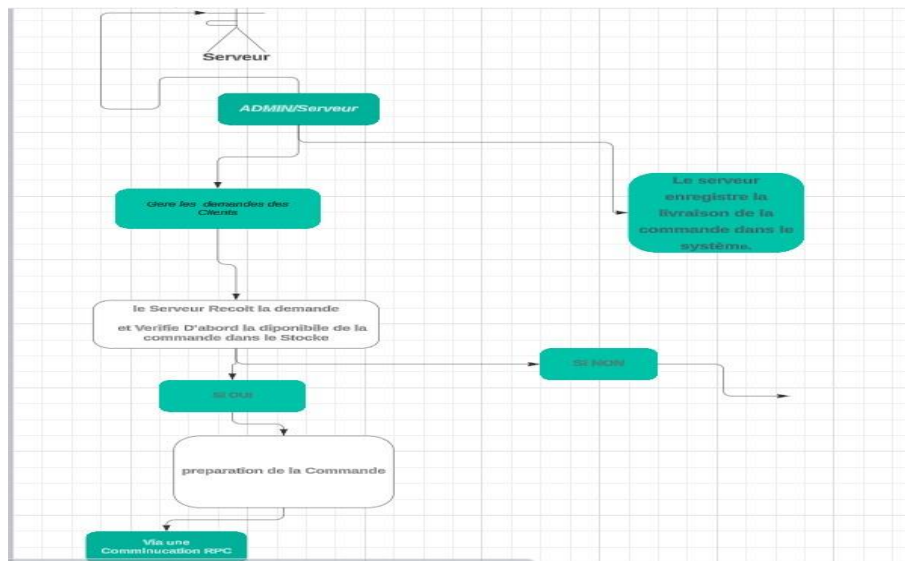 Serveur
ADMIN/Serveur
Gere les demandes des
Clients
Le serveur
enregistre la
livraison de la
commande dans le
système.
le Serveur Recoit la demande
et Verifie D'abord la diponibile de la
commande dans le Stocke
SI NON
SI OUI
preparation de la Commande
Via une
Comminucation RPC